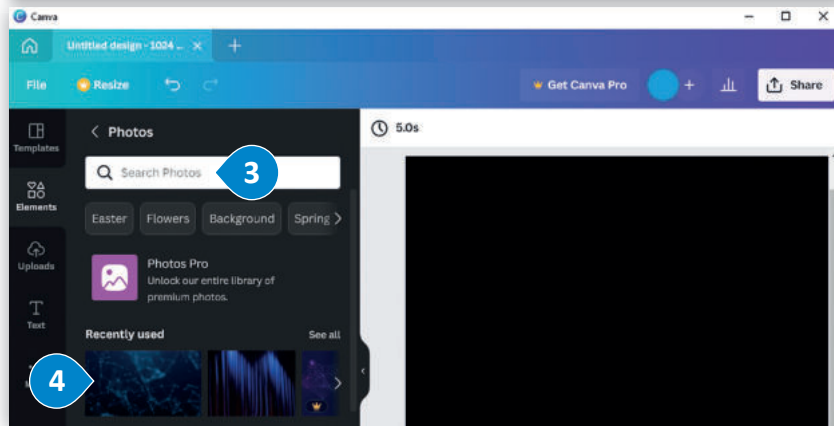 Canva
Untitled design - 1024 ...
File
Resize
Get Canva Pro
Share
Templates
Photos
5.0s
Search Photos
3
Elements
Easter
Flowers
Background
Spring
Uploads
Photos Pro
Unlock our entire library of
premium photos.
Text
Recently used
See all
4